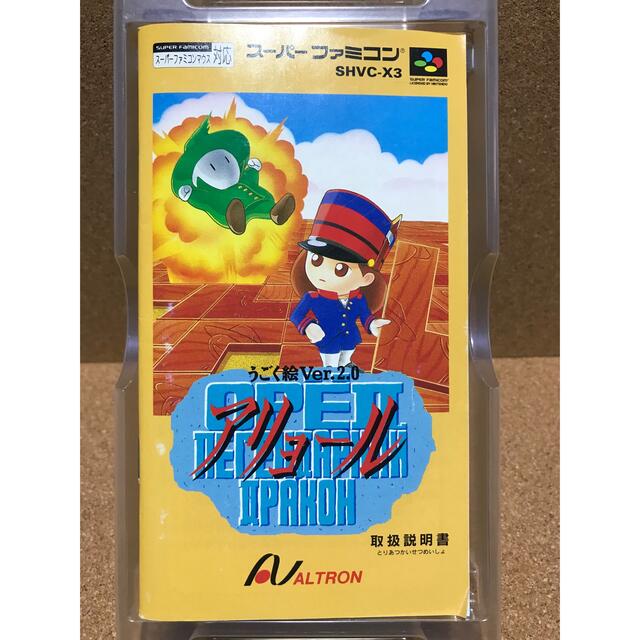 SUPER FAMICOM
スーパーファミコンマウス 対応
スーパーファミコン®
SHVC-X3
SUPER FAMICOM
LICENSED BY NINTENDO
うごく絵Ver.2.0
アリョール
ДРАКОН
取扱説明書
とりあつかいせつめいしょ
ALTRON